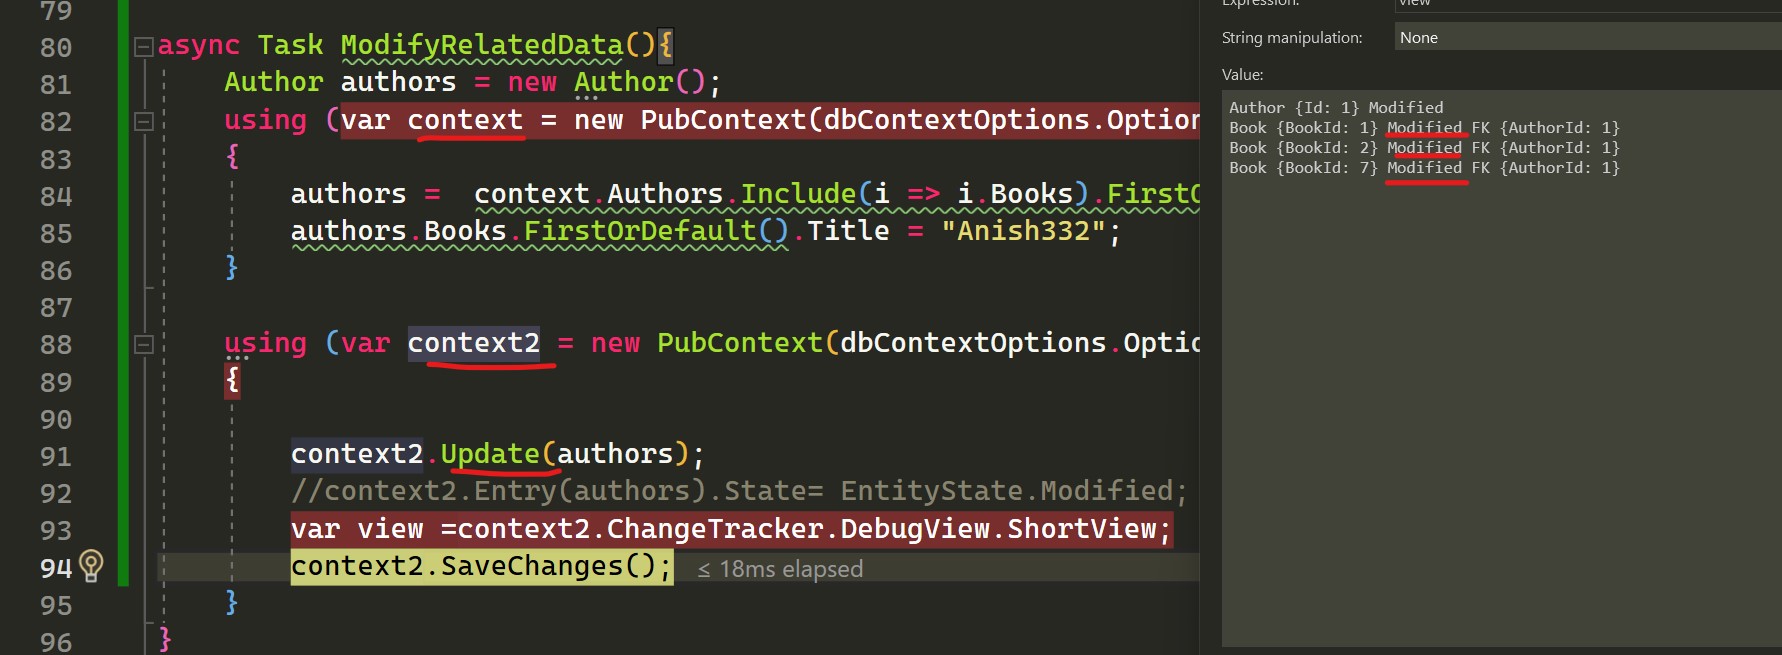 79
80 async Task ModifyRelatedData(){
81 Author authors = new Author();
82 using (var context = new PubContext(dbContextOptions.Option
83 {
84 authors =  context.Authors.Include(i => i.Books).FirstO
85 authors.Books.FirstOrDefault().Title = "Anish332";
86 }
87
88 using (var context2 = new PubContext(dbContextOptions.Optio
89 {
90
91 context2.Update(authors);
92 //context2.Entry(authors).State= EntityState.Modified;
93 var view =context2.ChangeTracker.DebugView.ShortView;
94 context2.SaveChanges(); ≤ 18ms elapsed
95 }
96 }
Expression: view
String manipulation: None
Value:
Author {Id: 1} Modified
Book {BookId: 1} Modified FK {AuthorId: 1}
Book {BookId: 2} Modified FK {AuthorId: 1}
Book {BookId: 7} Modified FK {AuthorId: 1}